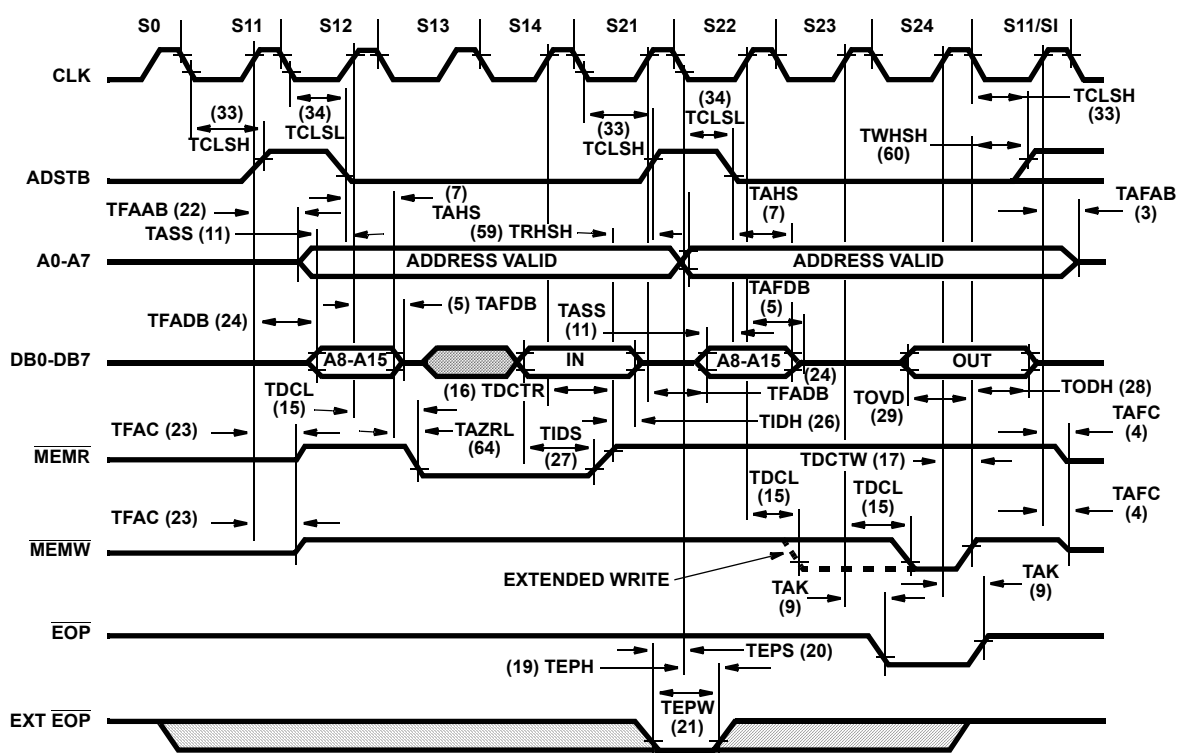 S0 S11 S12 S13 S14 S21 S22 S23 S24 S11/SI
CLK
(33)
TCLSH
(34)
TCLSL
(33)
TCLSH
(34)
TCLSL
TCLSH
(33)
TWHSH
(60)
ADSTB
TFAAB (22)
(7)
TAHS
TAHS
(7)
TAFAB
(3)
TASS (11)
(59) TRHSH
A0-A7
ADDRESS VALID
ADDRESS VALID
TFADB (24)
(5) TAFDB
TASS
(11)
TAFDB
(5)
DB0-DB7
A8-A15
IN
A8-A15
OUT
(24)
TFADB
TDCL
(15)
(16) TDCTR
TOVD
(29)
TODH (28)
TIDH (26)
TFAC (23)
TAZRL
(64)
TIDS
(27)
TAFC
(4)
MEMR
TDCTW (17)
TDCL
(15)
TDCL
(15)
TFAC (23)
TAFC
(4)
MEMW
EXTENDED WRITE
TAK
(9)
TAK
(9)
EOP
TEPS (20)
(19) TEPH
TEPW
(21)
EXT EOP